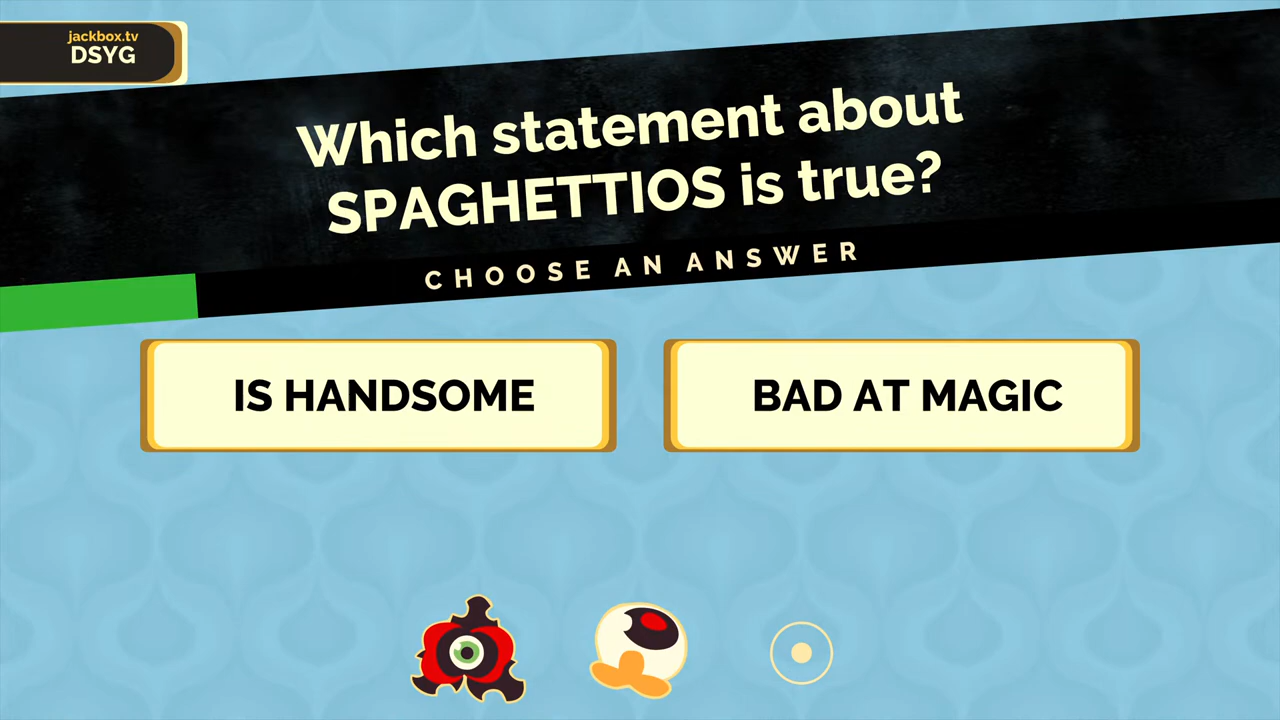 jackbox.tv
DSYG
Which statement about
SPAGHETTIOS is true?
CHOOSE AN ANSWER
IS HANDSOME
BAD AT MAGIC